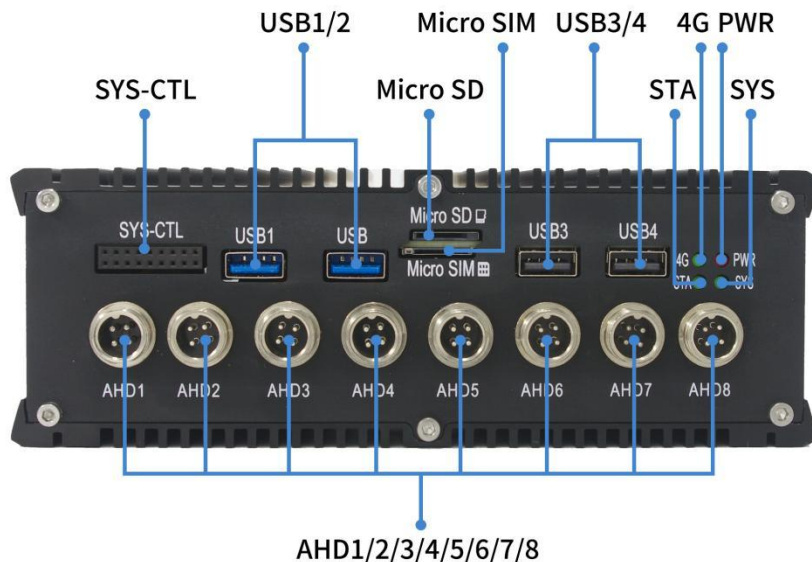 USB1/2 Micro SIM USB3/4 4G PWR
SYS-CTL Micro SD STA SYS
Micro SD
SYS-CTL USB1 USB USB3 USB4
4G PWR
Micro SIM
STA SYS
AHD1 AHD2 AHD3 AHD4 AHD5 AHD6 AHD7 AHD8
AHD1/2/3/4/5/6/7/8